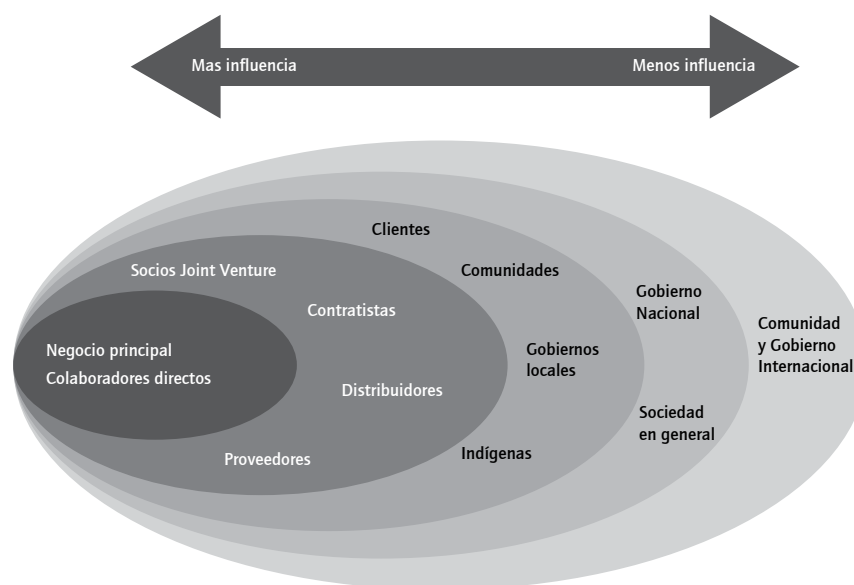 Mas influencia
Menos influencia
Clientes
Socios Joint Venture
Comunidades
Contratistas
Gobierno
Nacional
Comunidad
y Gobierno
Internacional
Negocio principal
Colaboradores directos
Gobiernos
locales
Distribuidores
Sociedad
en general
Proveedores
Indígenas